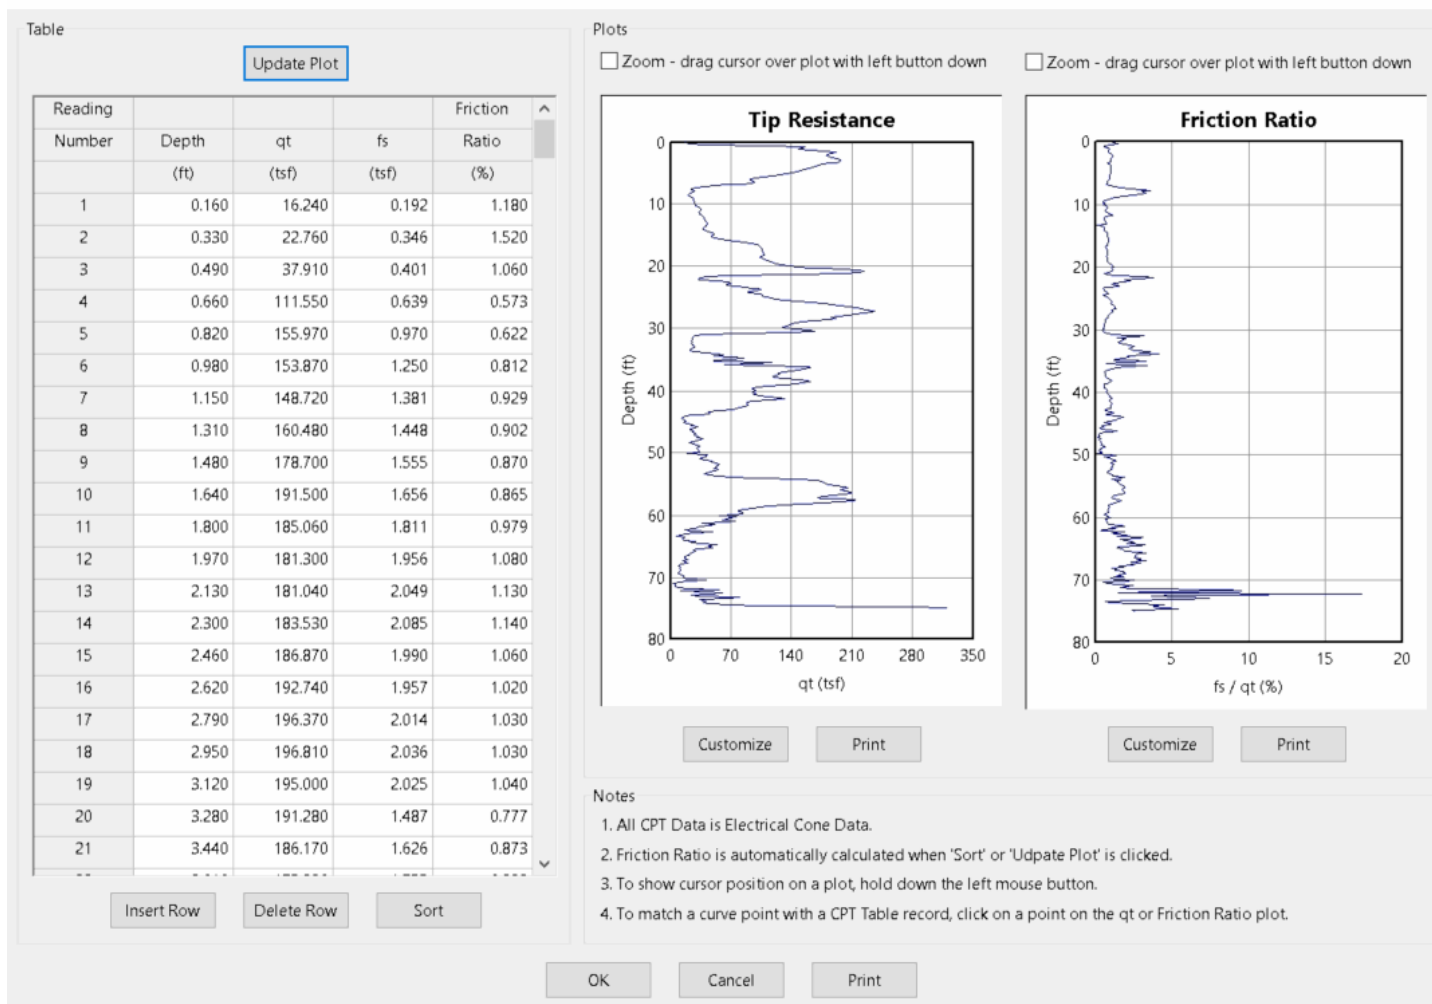 Table
Update Plot
Reading Friction
Number Depth qt fs Ratio
(ft) (tsf) (tsf) (%)
1 0.160 16.240 0.192 1.180
2 0.330 22.760 0.346 1.520
3 0.490 37.910 0.401 1.060
4 0.660 111.550 0.639 0.573
5 0.820 155.970 0.970 0.622
6 0.980 153.870 1.250 0.812
7 1.150 148.720 1.381 0.929
8 1.310 160.480 1.448 0.902
9 1.480 178.700 1.555 0.870
10 1.640 191.500 1.656 0.865
11 1.800 185.060 1.811 0.979
12 1.970 181.300 1.956 1.080
13 2.130 181.040 2.049 1.130
14 2.300 183.530 2.085 1.140
15 2.460 186.870 1.990 1.060
16 2.620 192.740 1.957 1.020
17 2.790 196.370 2.014 1.030
18 2.950 196.810 2.036 1.030
19 3.120 195.000 2.025 1.040
20 3.280 191.280 1.487 0.777
21 3.440 186.170 1.626 0.873
Insert Row Delete Row Sort
Plots
Zoom - drag cursor over plot with left button down
Tip Resistance
0
10
20
30
40
50
60
70
80
Depth (ft)
0 70 140 210 280 350
qt (tsf)
Customize Print
Zoom - drag cursor over plot with left button down
Friction Ratio
0
10
20
30
40
50
60
70
80
Depth (ft)
0 5 10 15 20
fs / qt (%)
Customize Print
Notes
1. All CPT Data is Electrical Cone Data.
2. Friction Ratio is automatically calculated when 'Sort' or 'Udpate Plot' is clicked.
3. To show cursor position on a plot, hold down the left mouse button.
4. To match a curve point with a CPT Table record, click on a point on the qt or Friction Ratio plot.
OK Cancel Print